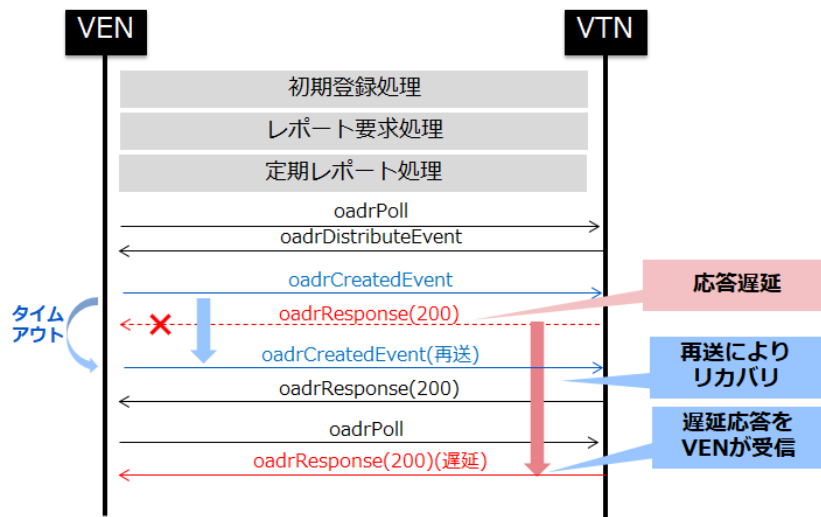 VEN
VTN
初期登録処理
レポート要求処理
定期レポート処理
oadrPoll
oadrDistributeEvent
oadrCreatedEvent
応答遅延
タイム
アウト
oadrResponse(200)
oadrCreatedEvent(再送)
再送により
リカバリ
oadrResponse(200)
oadrPoll
遅延応答を
VENが受信
oadrResponse(200)(遅延)